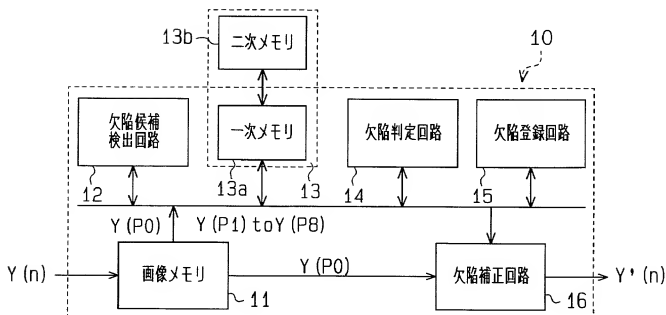 13b
二次メモリ
10
欠陥候補
検出回路
一次メモリ
欠陥判定回路
欠陥登録回路
12
13a
13
14
15
Y(P0)
Y(P1)toY(P8)
Y(n)
画像メモリ
Y(P0)
欠陥補正回路
Y'(n)
11
16